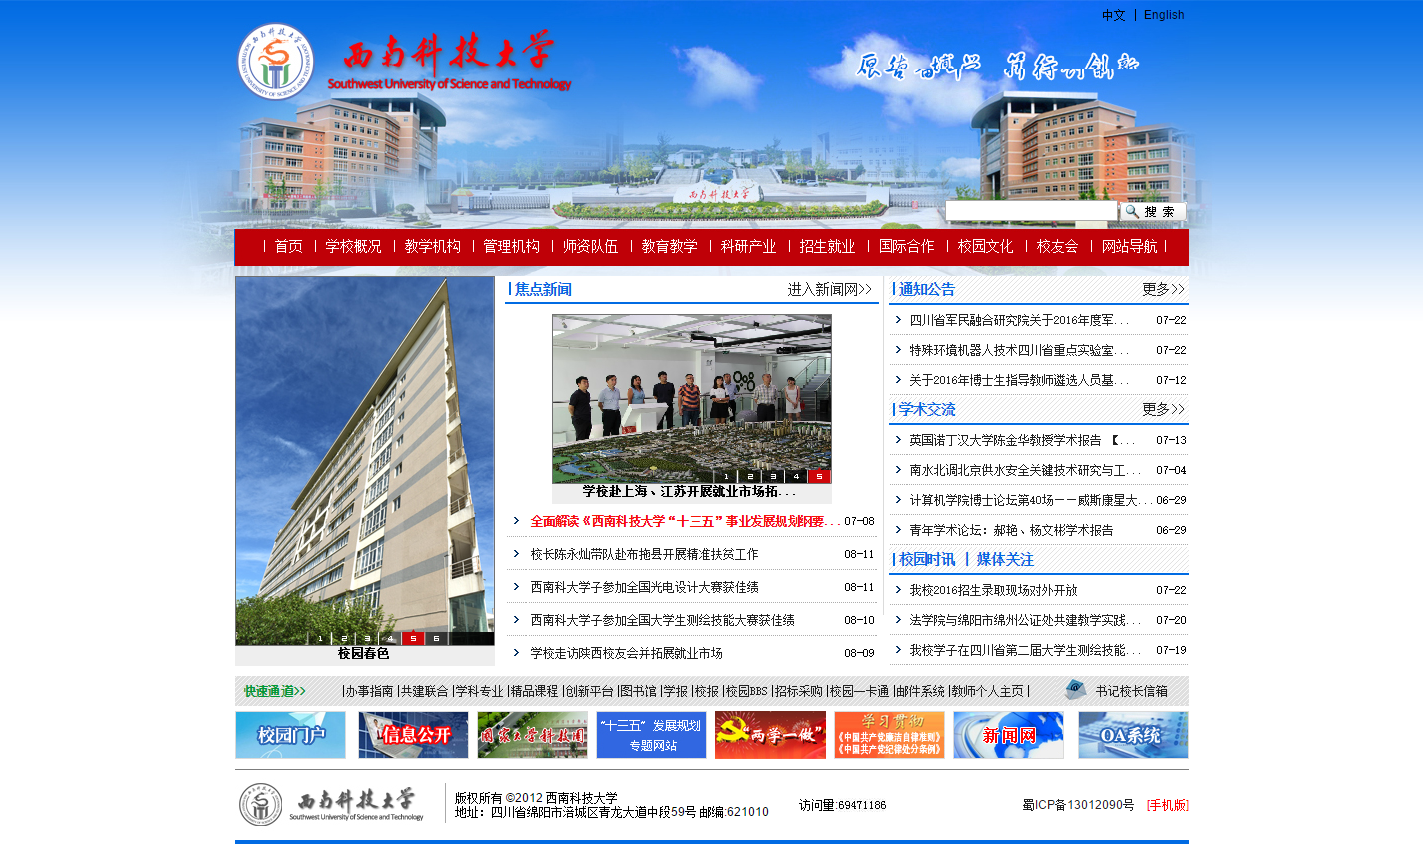 中文 | English
西南科技大学
Southwest University of Science and Technology
厚德 博学 笃行 创新
西南科技大学
搜 索
| 首页 | 学校概况 | 教学机构 | 管理机构 | 师资队伍 | 教育教学 | 科研产业 | 招生就业 | 国际合作 | 校园文化 | 校友会 | 网站导航 |
1 2 3 4 5 6
校园春色
焦点新闻
进入新闻网>>
1 2 3 4 5
学校赴上海、江苏开展就业市场拓...
全面解读《西南科技大学“十三五”事业发展规划纲要... 07-08
校长陈永灿带队赴布拖县开展精准扶贫工作 08-11
西南科大学子参加全国光电设计大赛获佳绩 08-11
西南科大学子参加全国大学生测绘技能大赛获佳绩 08-10
学校走访陕西校友会并拓展就业市场 08-09
通知公告
更多>>
四川省军民融合研究院关于2016年度军... 07-22
特殊环境机器人技术四川省重点实验室... 07-22
关于2016年博士生指导教师遴选人员基... 07-12
学术交流
更多>>
英国诺丁汉大学陈金华教授学术报告 【... 07-13
南水北调北京供水安全关键技术研究与工... 07-04
计算机学院博士论坛第40场——威斯康星大... 06-29
青年学术论坛：郝艳、杨文彬学术报告 06-29
校园时讯 | 媒体关注
我校2016招生录取现场对外开放 07-22
法学院与绵阳市绵州公证处共建教学实践... 07-20
我校学子在四川省第二届大学生测绘技能... 07-19
快速通道>>
|办事指南 |共建联合 |学科专业 |精品课程 |创新平台 |图书馆 |学报 |校报 |校园BBS |招标采购 |校园一卡通 |邮件系统 |教师个人主页 |
书记校长信箱
校园门户
信息公开
国家大学科技园
“十三五”发展规划
专题网站
“两学一做”
学习贯彻
《中国共产党廉洁自律准则》
《中国共产党纪律处分条例》
新闻网
OA系统
西南科技大学
Southwest University of Science and Technology
版权所有 ©2012 西南科技大学
地址：四川省绵阳市涪城区青龙大道中段59号 邮编:621010
访问量:69471186
蜀ICP备13012090号
[手机版]